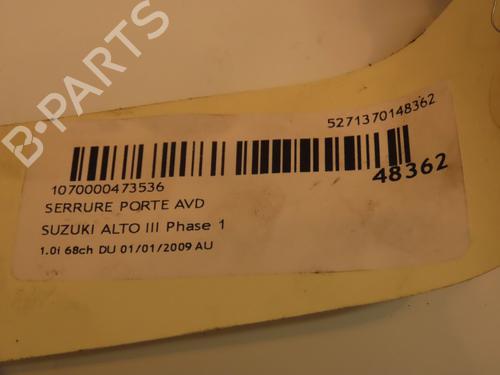 B-PARTS
5271370148362
1070000473536
48362
SERRURE PORTE AVD
SUZUKI ALTO III Phase 1
1.0i 68ch DU 01/01/2009 AU